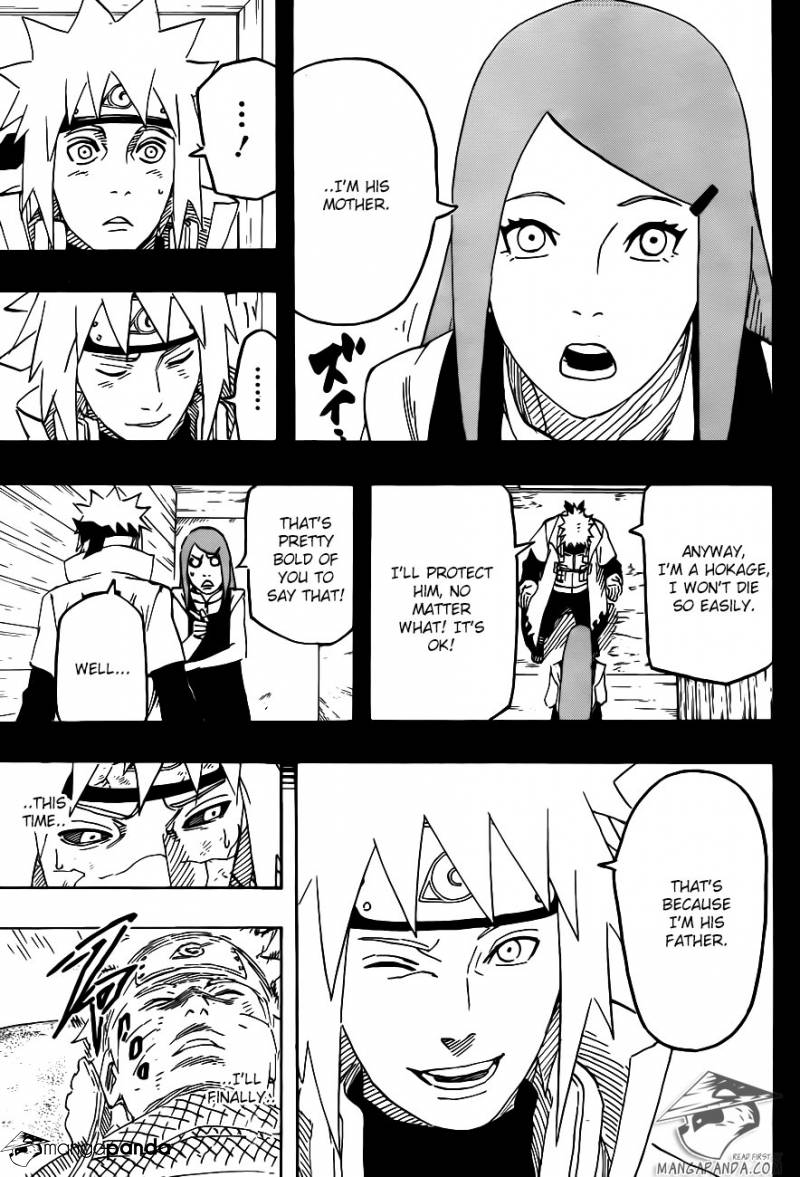 ..I'M HIS
MOTHER.
ズイ
...!
......
ANYWAY,
I'M A HOKAGE,
I WON'T DIE
SO EASILY.
I'LL PROTECT
HIM, NO
MATTER
WHAT! IT'S
OK!
THAT'S
PRETTY
BOLD OF
YOU TO
SAY THAT!
WELL...
THAT'S
BECAUSE
I'M HIS
FATHER.
..THIS
TIME..
..I'LL
FINALLY..
mangapanda
READ FIRST
MANGAPANDA.COM